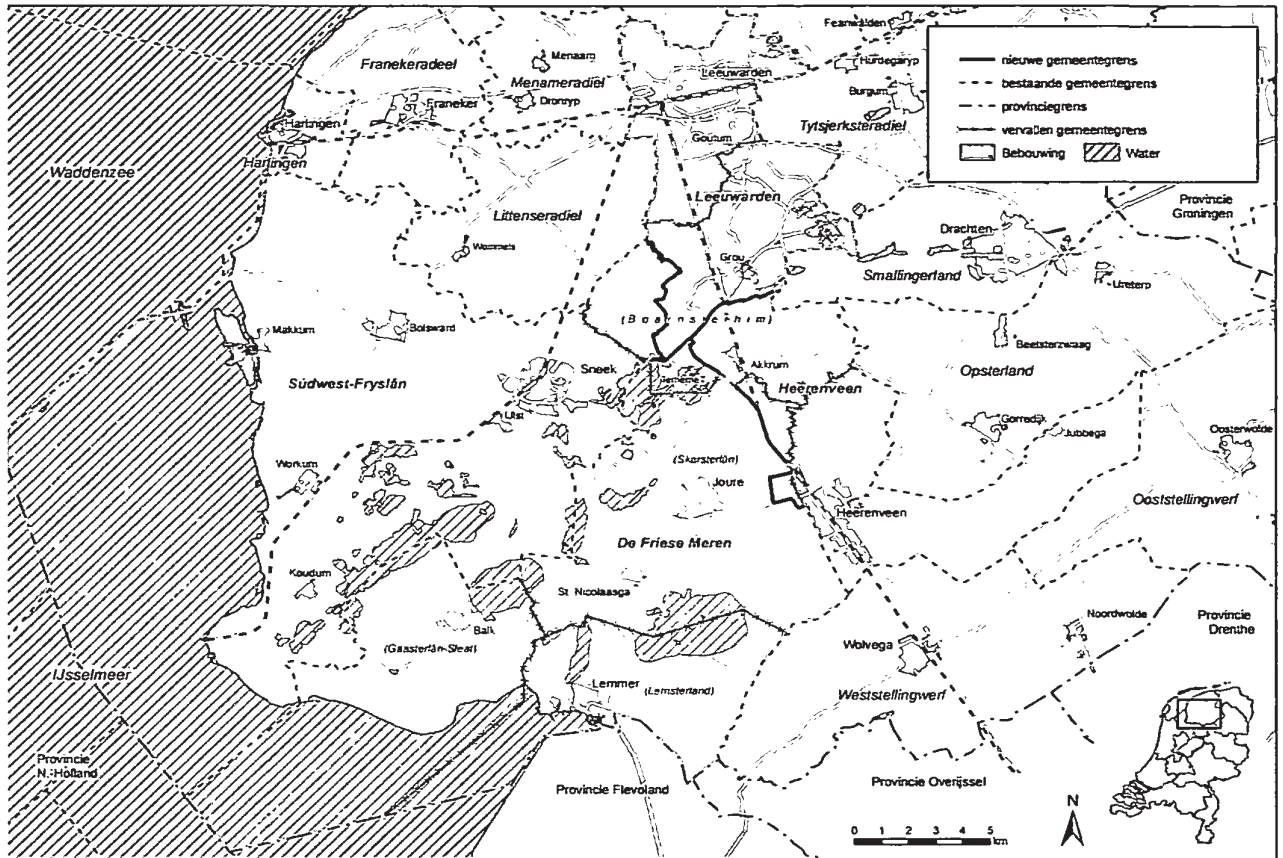 Feanwâlden
Menaam
Franekeradeel
Leeuwarden
Hurdegaryp
Menameradiel
Burgum
Dronryp
Franeker
Harlingen
Goutum
Tytsjerksteradiel
Harlingen
Waddenzee
Leeuwarden
Littenseradiel
Wommels
Grou
Drachten
Smallingerland
Ureterp
Provincie
Groningen
nieuwe gemeentegrens
bestaande gemeentegrens
provinciegrens
vervallen gemeentegrens
Bebouwing
Water
(Boarnsterhim)
Makkum
Bolsward
Beetsterzwaag
Sneek
Akkrum
Terherne
Súdwest-Fryslân
Heerenveen
Opsterland
IJlst
Gorredijk
Jubbega
Oosterwolde
(Skarsterlân)
Workum
Joure
Ooststellingwerf
Heerenveen
De Friese Meren
Koudum
St. Nicolaasga
Noordwolde
Provincie
Drenthe
Balk
(Gaasterlân-Sleat)
Wolvega
IJsselmeer
Lemmer
(Lemsterland)
Weststellingwerf
Provincie
N.-Holland
Provincie Flevoland
Provincie Overijssel
N
0 1 2 3 4 5
km